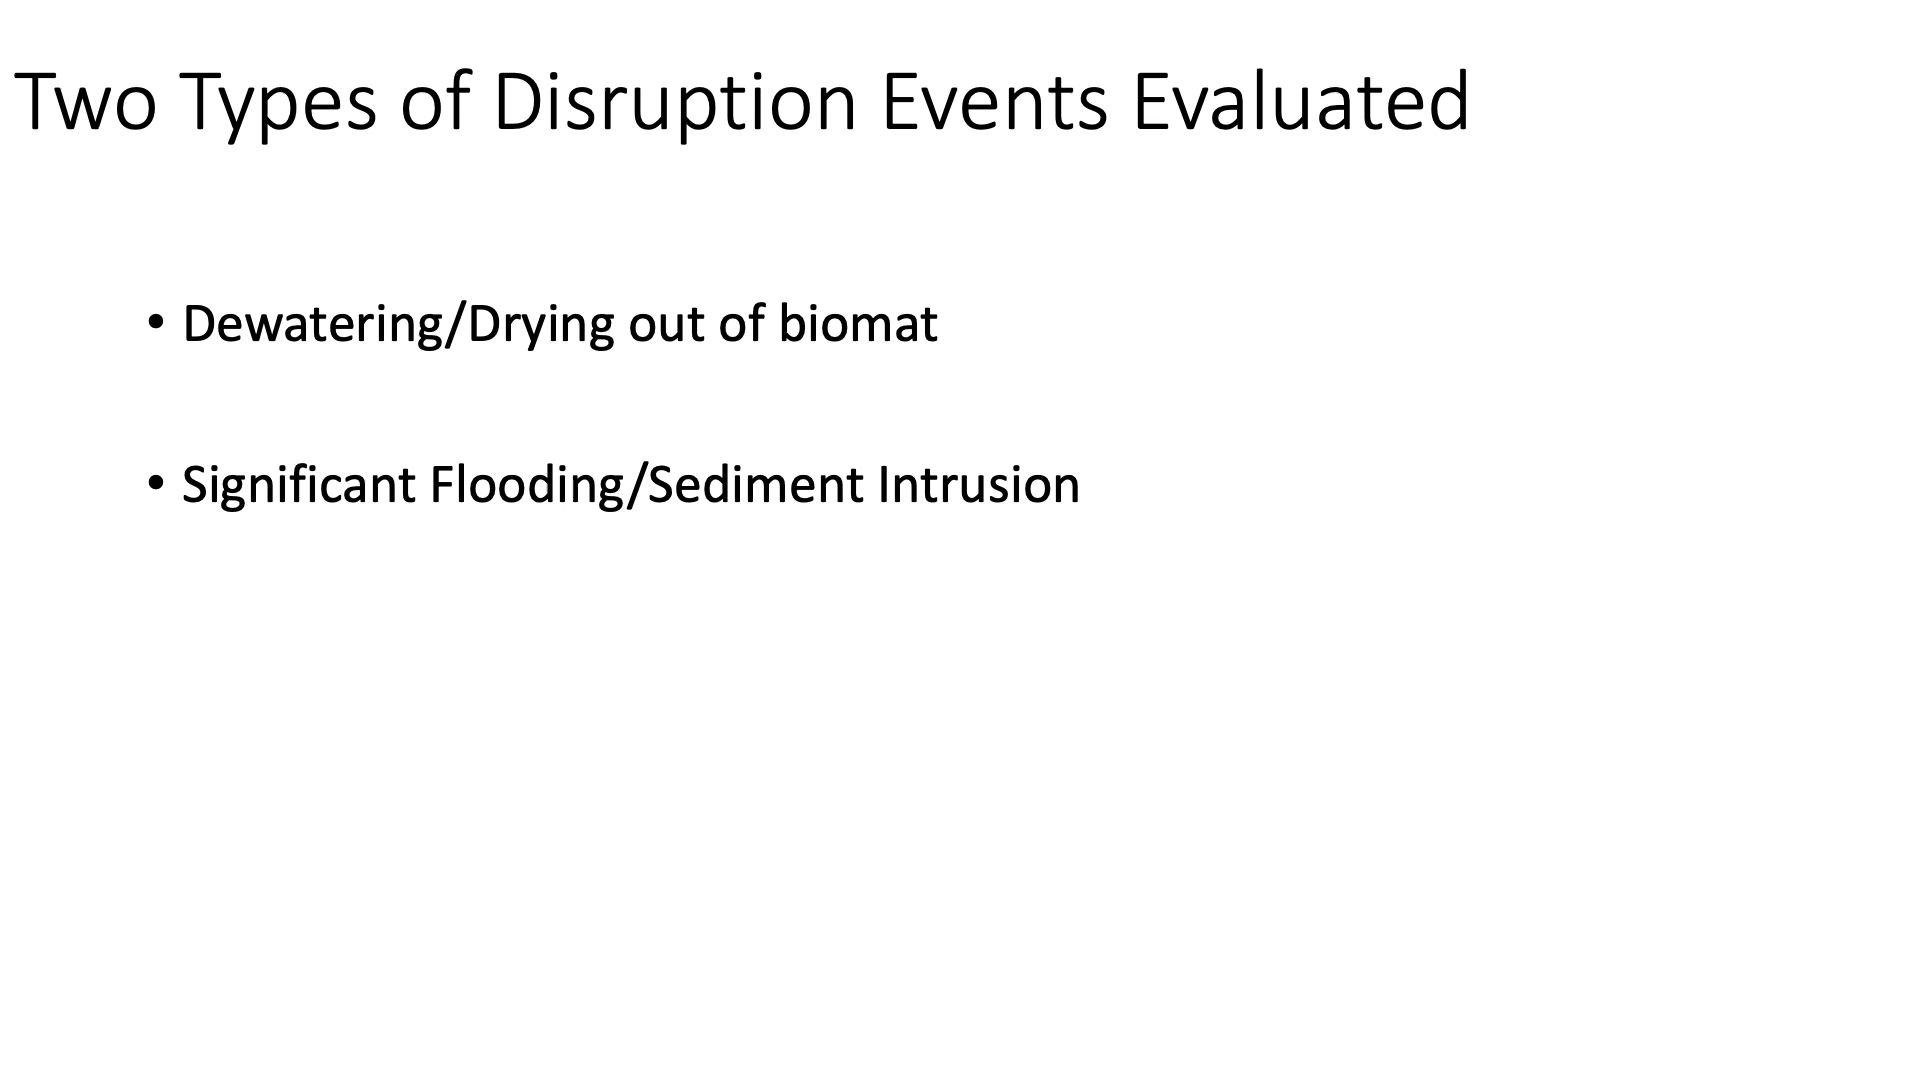 Two Types of Disruption Events Evaluated
• Dewatering/Drying out of biomat
• Significant Flooding/Sediment Intrusion